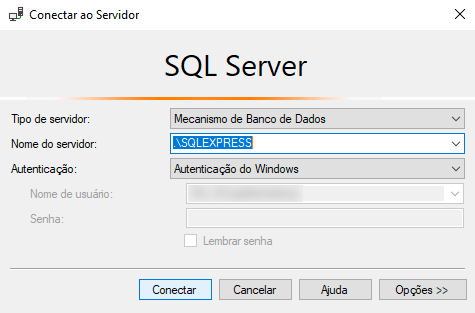 Conectar ao Servidor
SQL Server
Tipo de servidor: Mecanismo de Banco de Dados
Nome do servidor: .\SQLEXPRESS
Autenticação: Autenticação do Windows
Nome de usuário:
Senha:
Lembrar senha
Conectar Cancelar Ajuda Opções >>